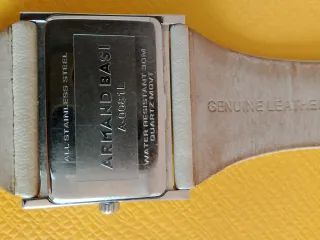 ALL STAINLESS STEEL
ARMAND BASI
A-0061L
WATER RESISTANT 30M
QUARTZ MOVT
GENUINE LEATHER